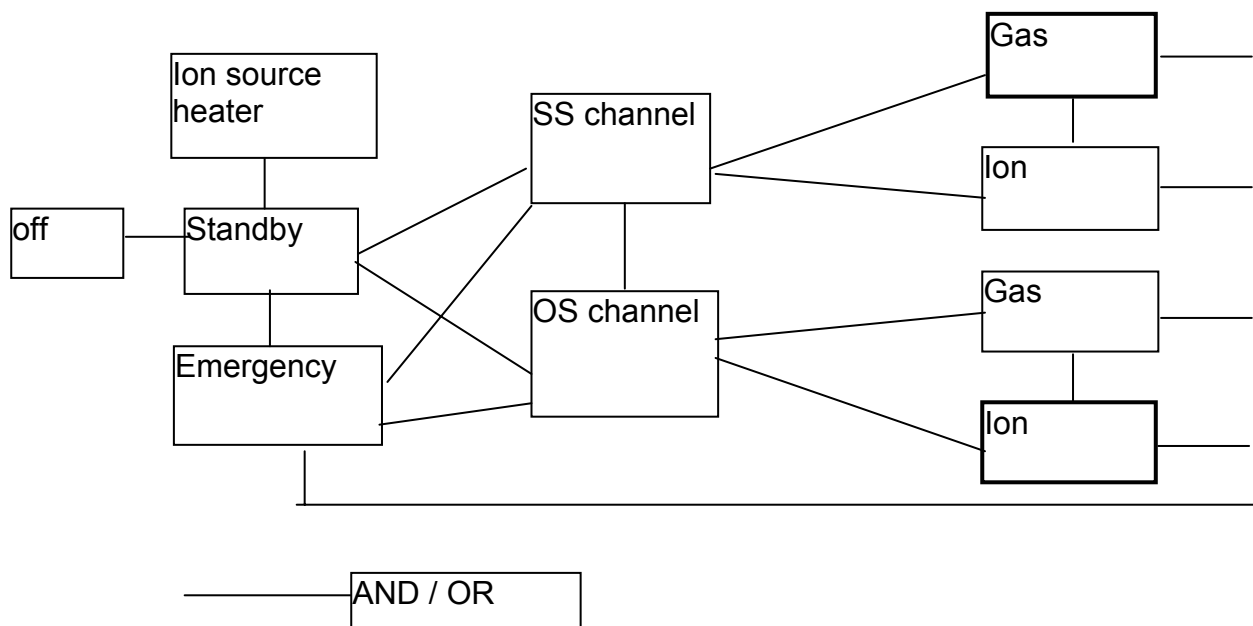 Gas
Ion source
heater
SS channel
Ion
off
Standby
Gas
OS channel
Emergency
Ion
AND / OR